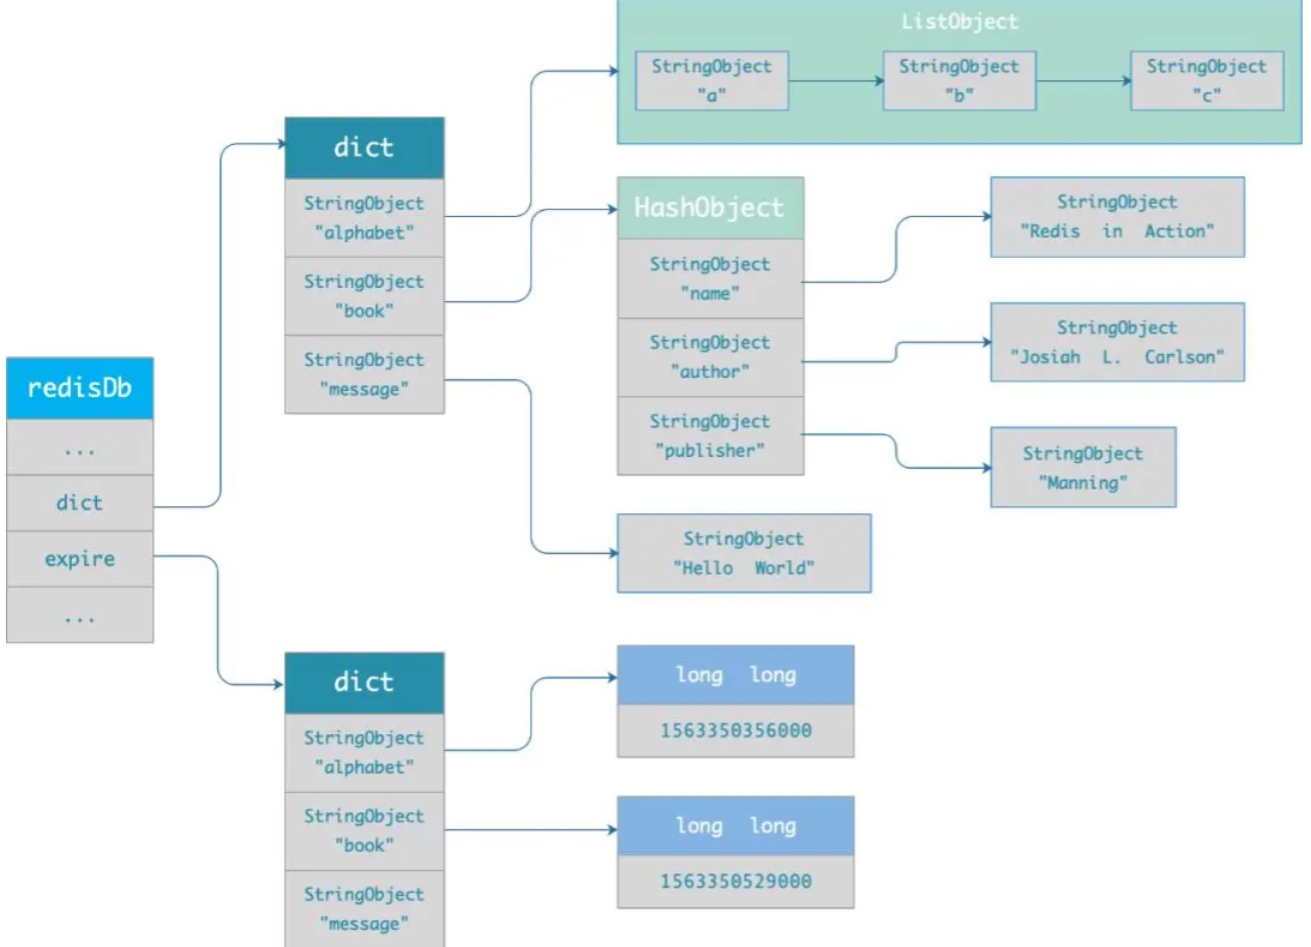 ListObject
StringObject
"a"
StringObject
"b"
StringObject
"c"
dict
StringObject
"alphabet"
StringObject
"book"
StringObject
"message"
HashObject
StringObject
"name"
StringObject
"author"
StringObject
"publisher"
StringObject
"Redis in Action"
StringObject
"Josiah L. Carlson"
StringObject
"Manning"
redisDb
...
dict
expire
...
StringObject
"Hello World"
dict
StringObject
"alphabet"
StringObject
"book"
StringObject
"message"
long long
1563350356000
long long
1563350529000